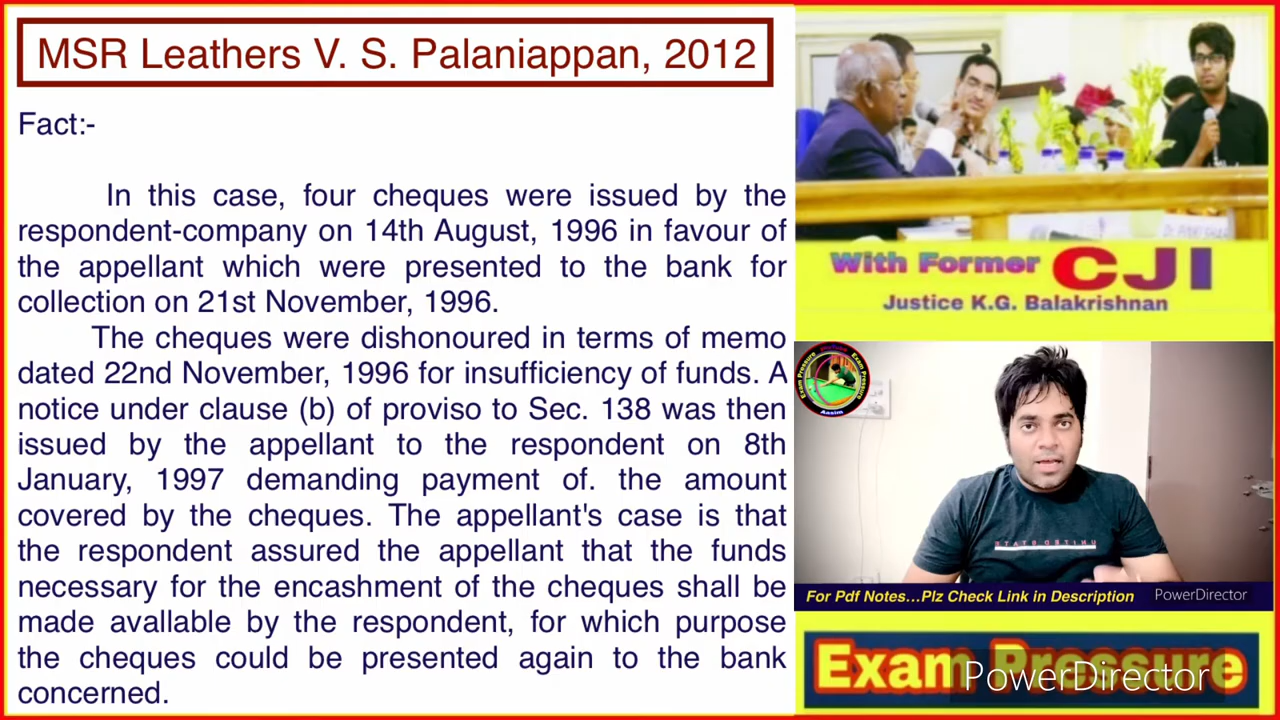 MSR Leathers V. S. Palaniappan, 2012
Fact:-
In this case, four cheques were issued by the
respondent-company on 14th August, 1996 in favour of
the appellant which were presented to the bank for
collection on 21st November, 1996.
The cheques were dishonoured in terms of memo
dated 22nd November, 1996 for insufficiency of funds. A
notice under clause (b) of proviso to Sec. 138 was then
issued by the appellant to the respondent on 8th
January, 1997 demanding payment of. the amount
covered by the cheques. The appellant's case is that
the respondent assured the appellant that the funds
necessary for the encashment of the cheques shall be
made avallable by the respondent, for which purpose
the cheques could be presented again to the bank
concerned.
With Former CJI
Justice K.G. Balakrishnan
Exam Pressure
Exam Pressure
Aasim
For Pdf Notes...Plz Check Link in Description
PowerDirector
Exam Pressure
PowerDirector